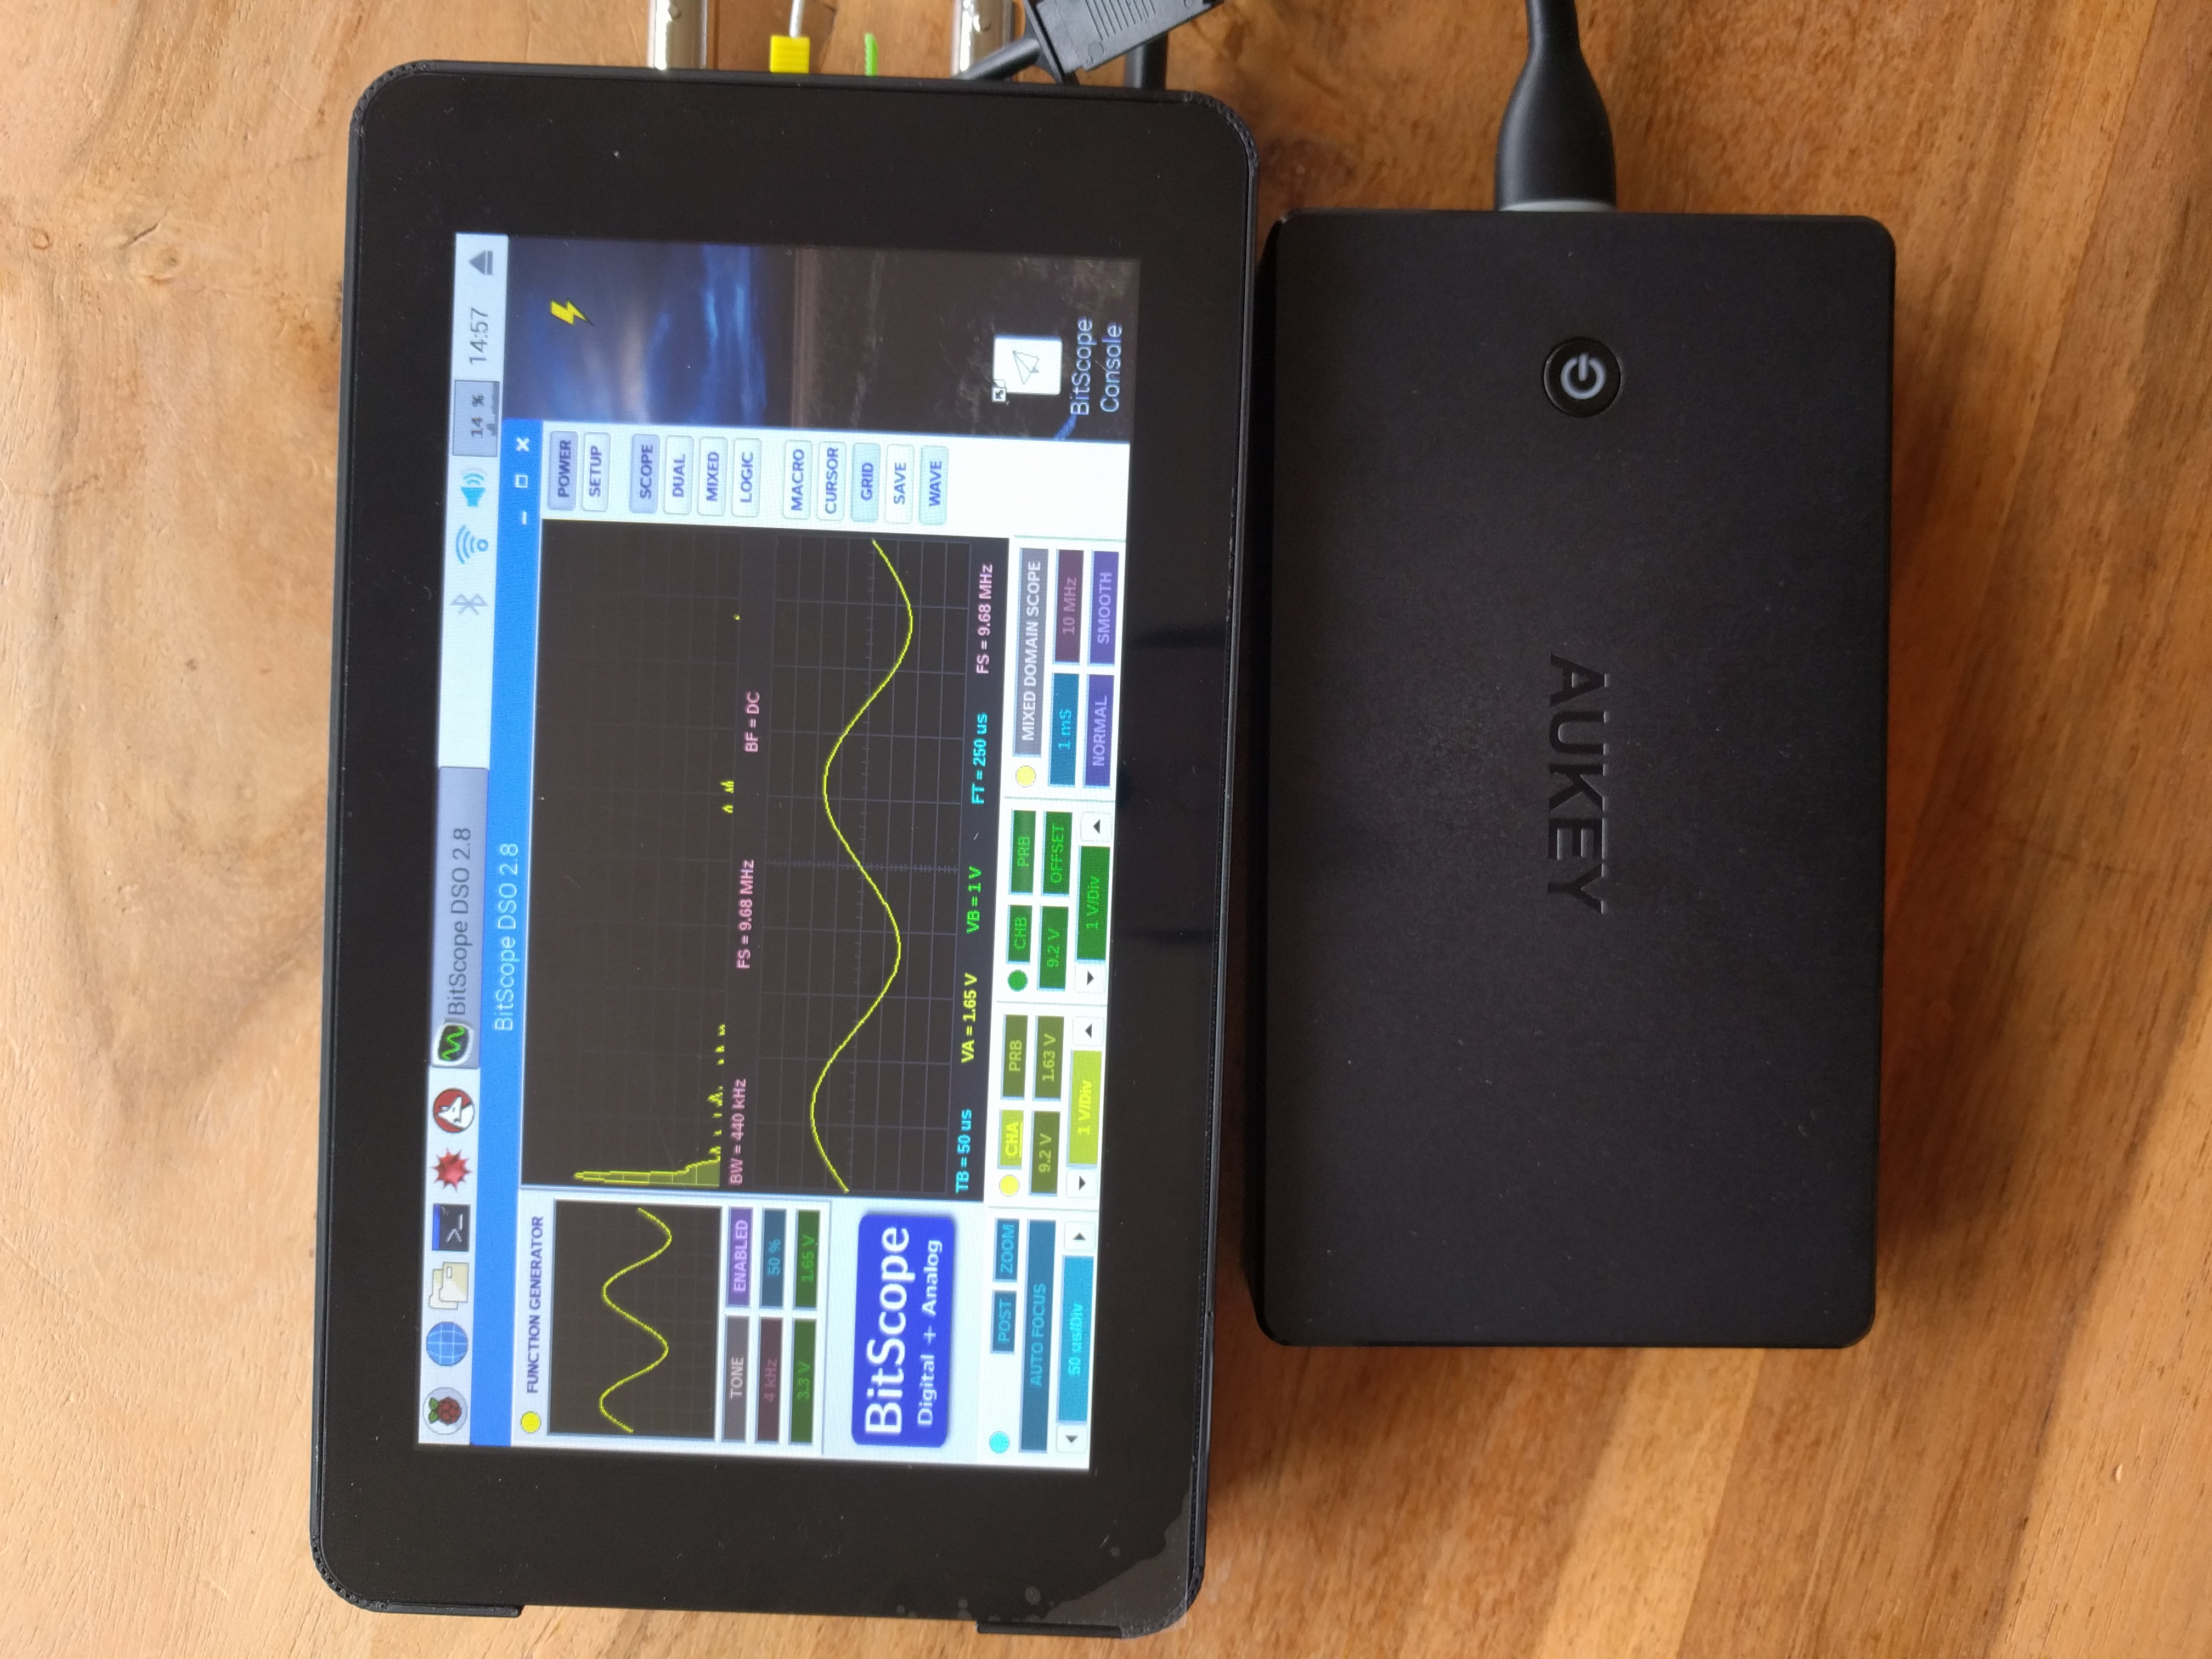 14 %
14:57
BitScope DSO 2.8
BitScope DSO 2.8
FUNCTION GENERATOR
TONE
ENABLED
4 kHz
50 %
3.3 V
1.65 V
BitScope
Digital + Analog
BW = 440 kHz
FS = 9.68 MHz
BF = DC
TB = 50 us
VA = 1.65 V
VB = 1 V
FT = 250 us
FS = 9.68 MHz
POWER
SETUP
SCOPE
DUAL
MIXED
LOGIC
MACRO
CURSOR
GRID
SAVE
WAVE
POST
ZOOM
AUTO FOCUS
50 us/Div
CHA
PRB
9.2 V
1.63 V
1 V/Div
CHB
PRB
9.2 V
OFFSET
1 V/Div
MIXED DOMAIN SCOPE
1 mS
10 MHz
NORMAL
SMOOTH
BitScope
Console
AUKEY